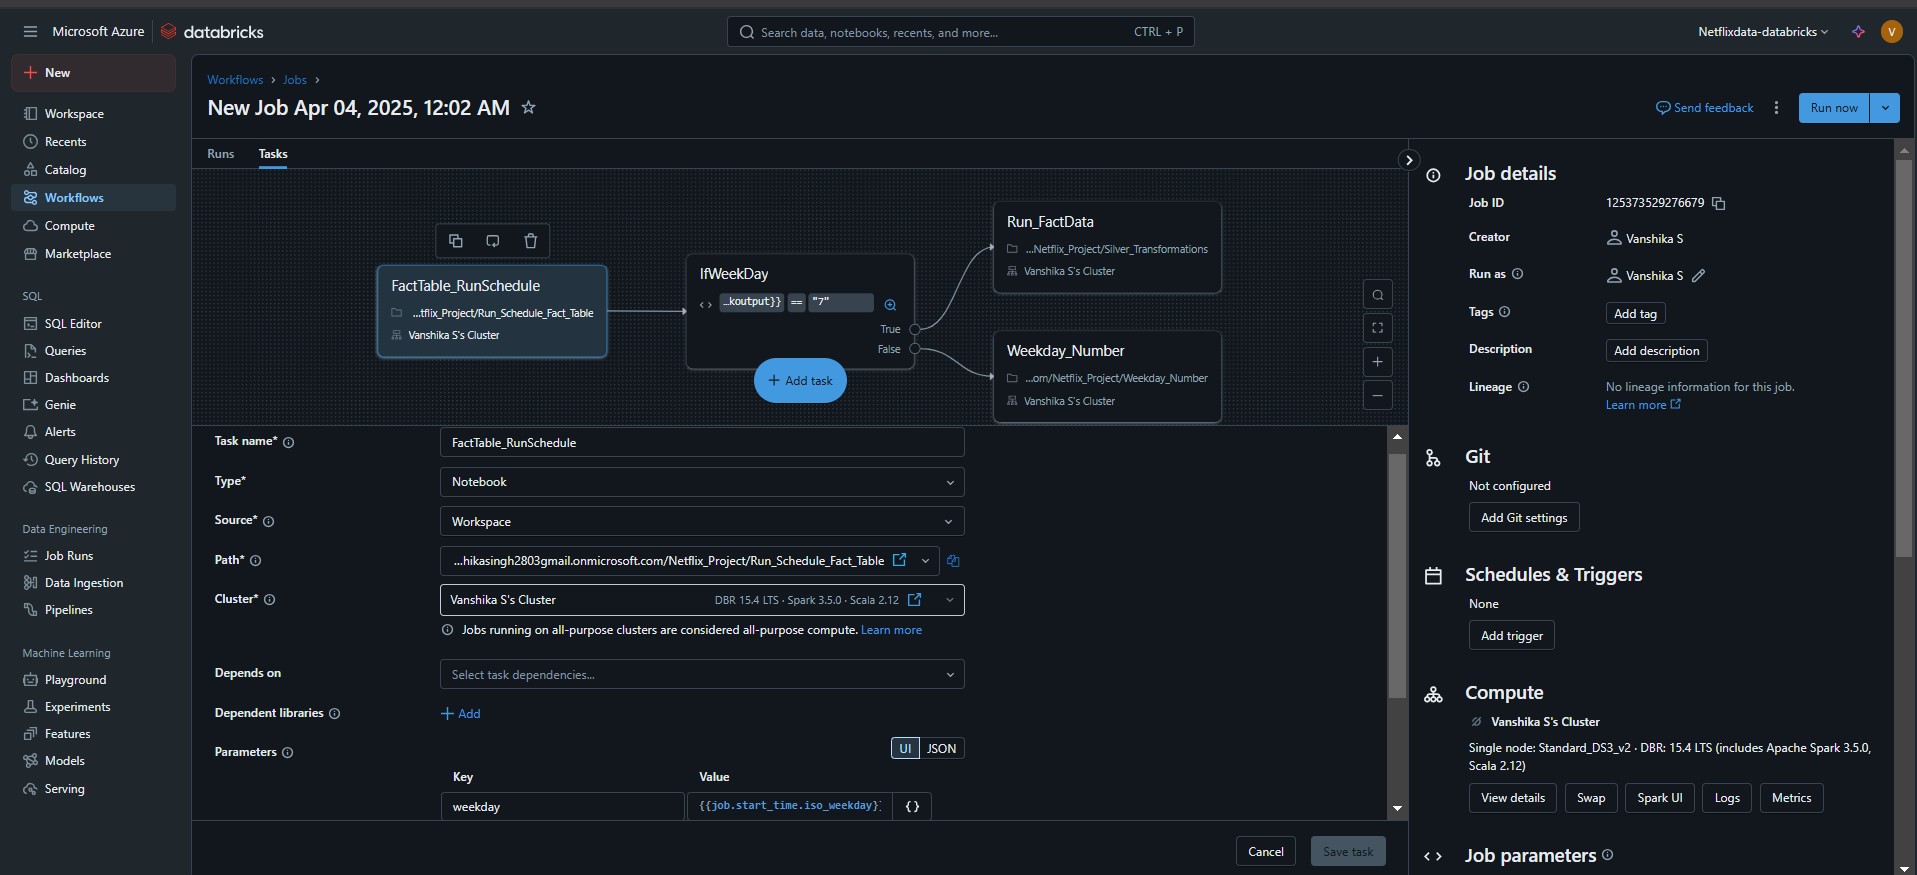 Microsoft Azure
databricks
Search data, notebooks, recents, and more...
CTRL + P
Netflixdata-databricks
V
New
Workspace
Recents
Catalog
Workflows
Compute
Marketplace
SQL
SQL Editor
Queries
Dashboards
Genie
Alerts
Query History
SQL Warehouses
Data Engineering
Job Runs
Data Ingestion
Pipelines
Machine Learning
Playground
Experiments
Features
Models
Serving
Workflows > Jobs >
New Job Apr 04, 2025, 12:02 AM
Send feedback
Run now
Runs
Tasks
FactTable_RunSchedule
...tflix_Project/Run_Schedule_Fact_Table
Vanshika S's Cluster
IfWeekDay
...koutput}} == "7"
True
False
Add task
Run_FactData
...Netflix_Project/Silver_Transformations
Vanshika S's Cluster
Weekday_Number
...om/Netflix_Project/Weekday_Number
Vanshika S's Cluster
Task name*
FactTable_RunSchedule
Type*
Notebook
Source*
Workspace
Path*
...hikasingh2803gmail.onmicrosoft.com/Netflix_Project/Run_Schedule_Fact_Table
Cluster*
Vanshika S's Cluster
DBR 15.4 LTS · Spark 3.5.0 · Scala 2.12
Jobs running on all-purpose clusters are considered all-purpose compute. Learn more
Depends on
Select task dependencies...
Dependent libraries
+ Add
Parameters
UI
JSON
Key
Value
weekday
{{job.start_time.iso_weekday}}
{}
Cancel
Save task
Job details
Job ID
125373529276679
Creator
Vanshika S
Run as
Vanshika S
Tags
Add tag
Description
Add description
Lineage
No lineage information for this job.
Learn more
Git
Not configured
Add Git settings
Schedules & Triggers
None
Add trigger
Compute
Vanshika S's Cluster
Single node: Standard_DS3_v2 · DBR: 15.4 LTS (includes Apache Spark 3.5.0,
Scala 2.12)
View details
Swap
Spark UI
Logs
Metrics
Job parameters